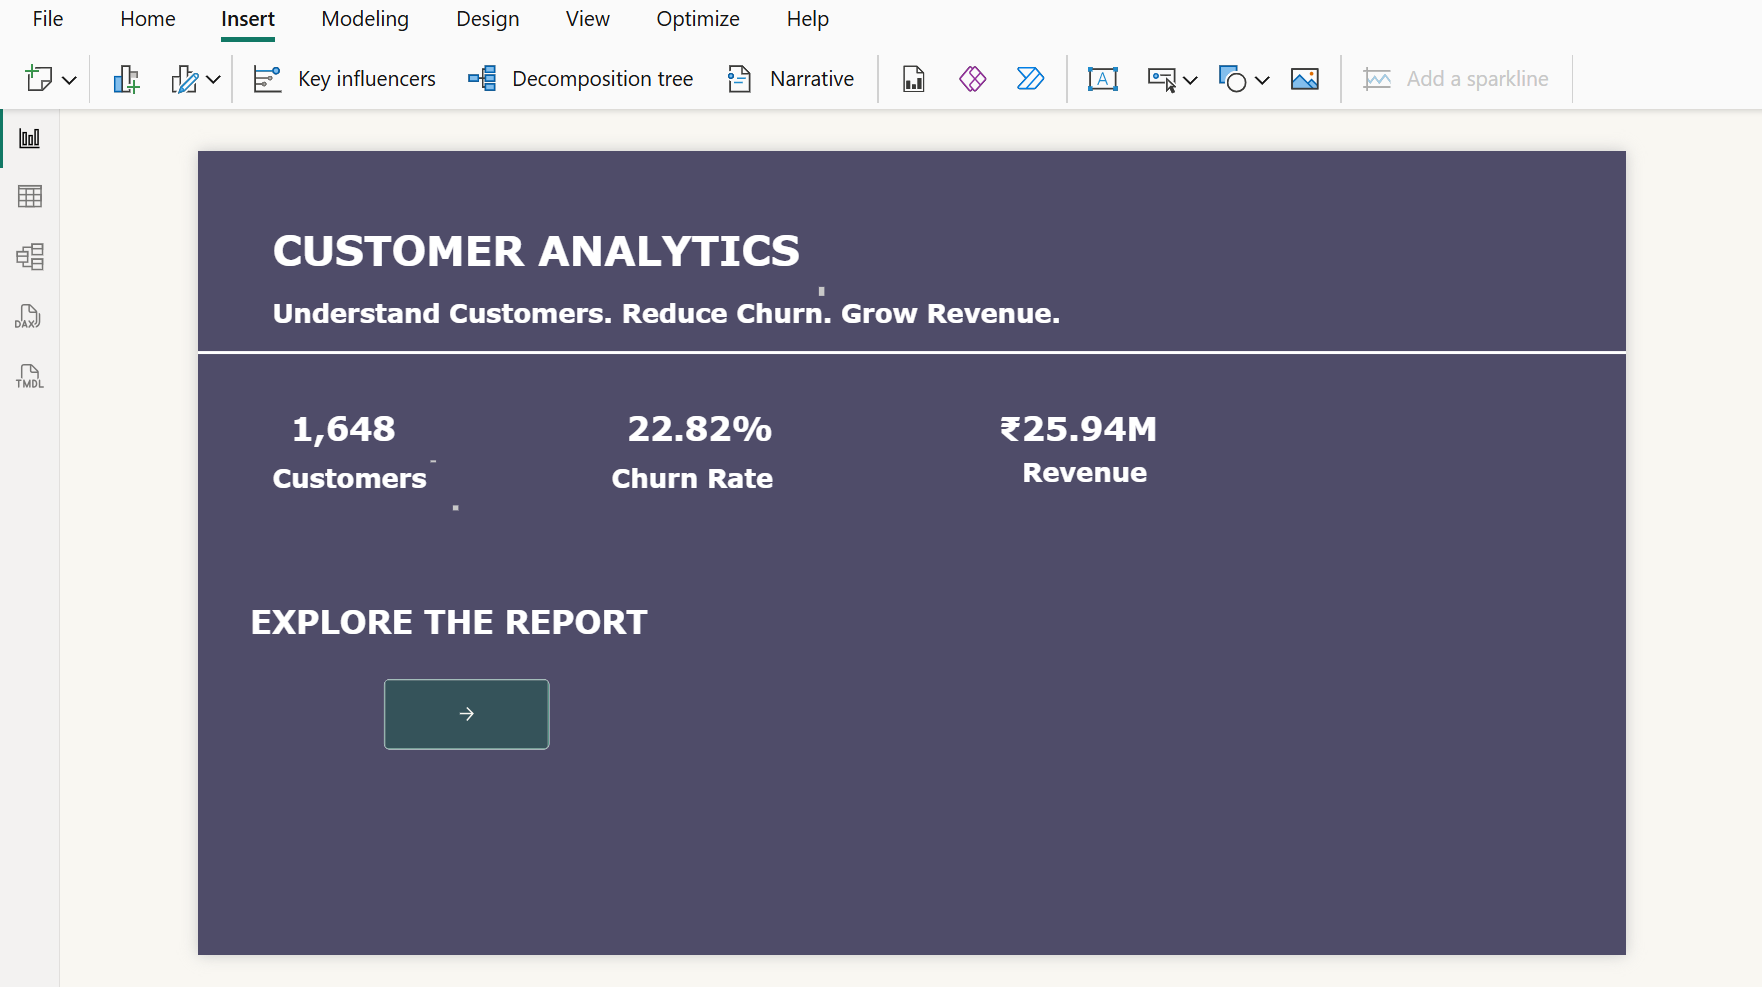 File Home Insert Modeling Design View Optimize Help
Key influencers Decomposition tree Narrative A Add a sparkline
DAX
TMDL
CUSTOMER ANALYTICS
Understand Customers. Reduce Churn. Grow Revenue.
1,648 22.82% ₹25.94M
Customers Churn Rate Revenue
EXPLORE THE REPORT